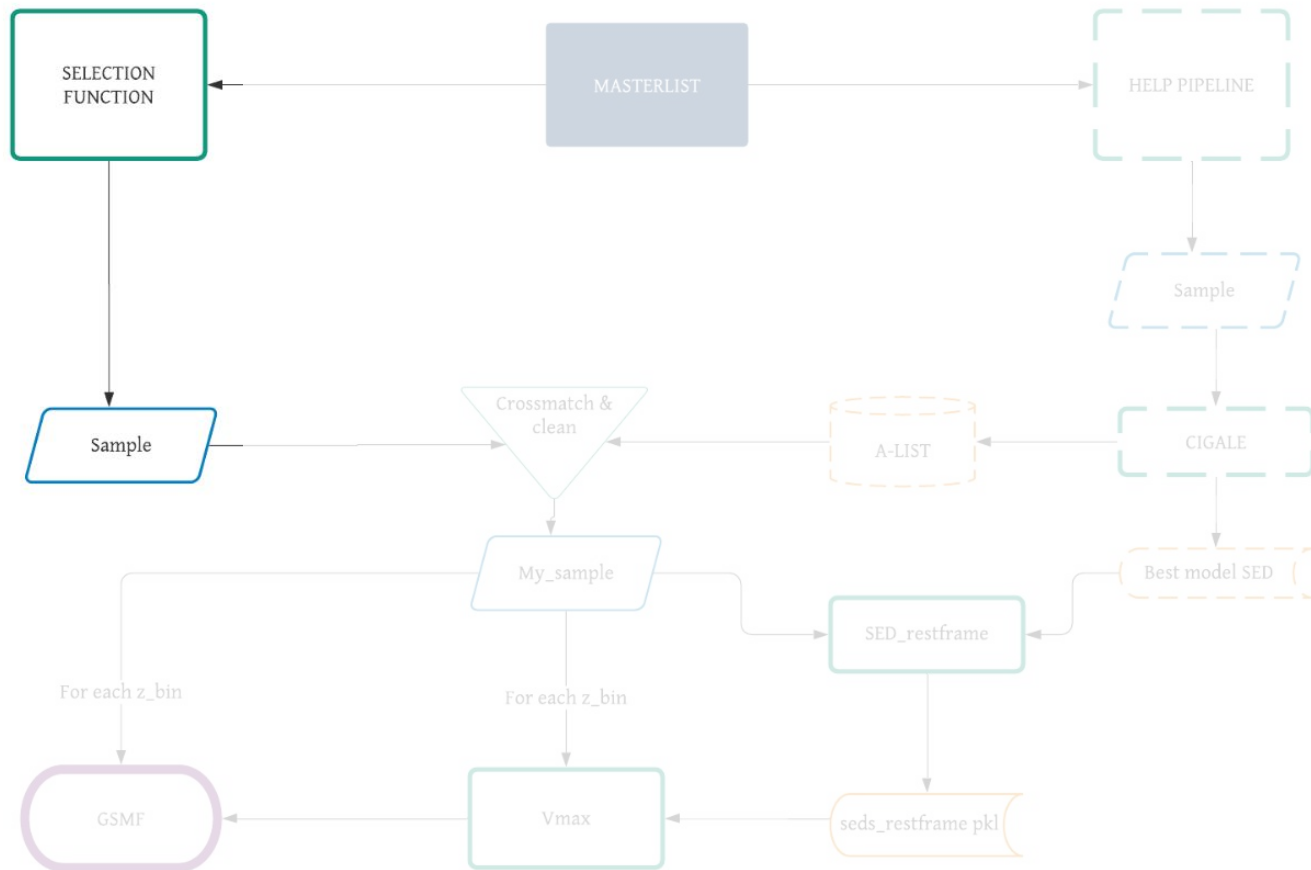 SELECTION
FUNCTION
MASTERLIST
HELP PIPELINE
Sample
Sample
Crossmatch &
clean
A-LIST
CIGALE
My_sample
Best model SED
SED_restframe
For each z_bin
For each z_bin
GSMF
Vmax
seds_restframe pkl